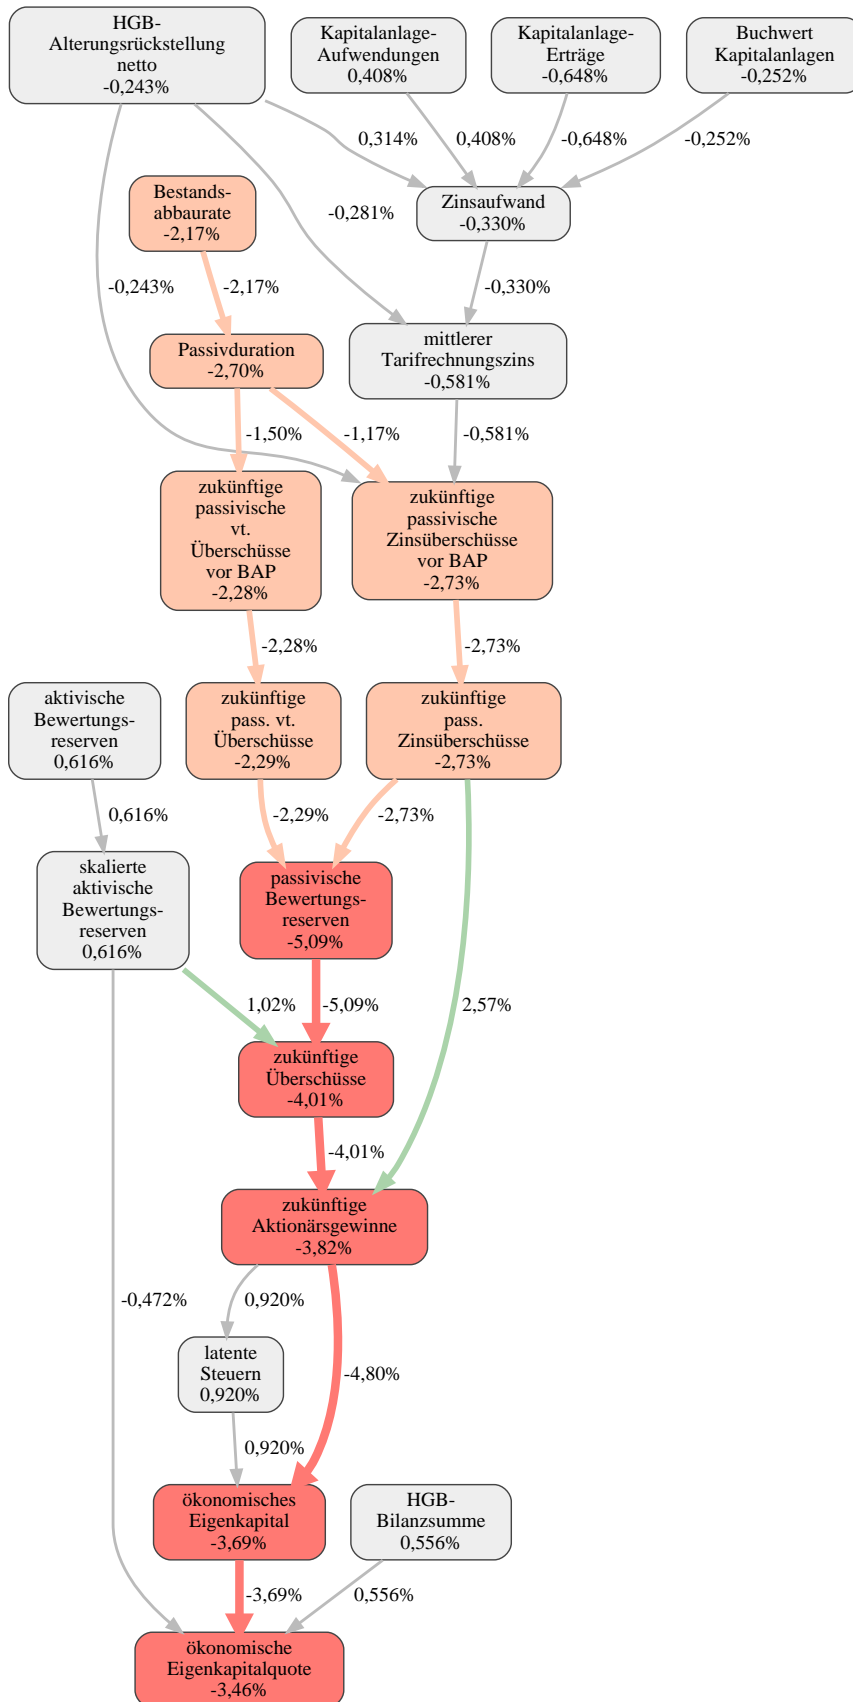 HGB-
Alterungsrückstellung
netto
-0,243%
Kapitalanlage-
Aufwendungen
0,408%
Kapitalanlage-
Erträge
-0,648%
Buchwert
Kapitalanlagen
-0,252%
0,314%
0,408%
-0,648%
-0,252%
Bestands-
abbaurate
-2,17%
-0,281%
Zinsaufwand
-0,330%
-0,243%
-2,17%
-0,330%
Passivduration
-2,70%
mittlerer
Tarifrechnungszins
-0,581%
-1,50%
-1,17%
-0,581%
zukünftige
passivische
vt.
Überschüsse
vor BAP
-2,28%
zukünftige
passivische
Zinsüberschüsse
vor BAP
-2,73%
-2,28%
-2,73%
aktivische
Bewertungs-
reserven
0,616%
zukünftige
pass. vt.
Überschüsse
-2,29%
zukünftige
pass.
Zinsüberschüsse
-2,73%
0,616%
-2,29%
-2,73%
skalierte
aktivische
Bewertungs-
reserven
0,616%
passivische
Bewertungs-
reserven
-5,09%
1,02%
-5,09%
2,57%
zukünftige
Überschüsse
-4,01%
-4,01%
zukünftige
Aktionärsgewinne
-3,82%
-0,472%
0,920%
latente
Steuern
0,920%
-4,80%
0,920%
ökonomisches
Eigenkapital
-3,69%
HGB-
Bilanzsumme
0,556%
-3,69%
0,556%
ökonomische
Eigenkapitalquote
-3,46%